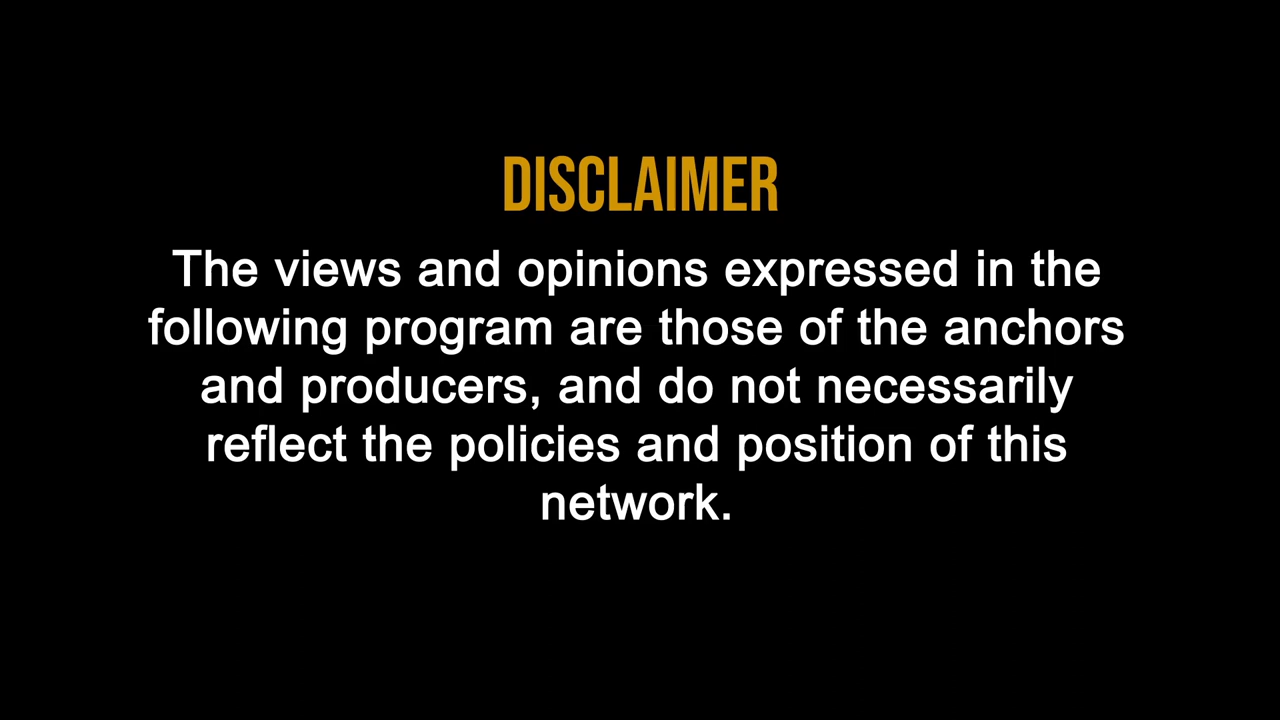 DISCLAIMER
The views and opinions expressed in the
following program are those of the anchors
and producers, and do not necessarily
reflect the policies and position of this
network.